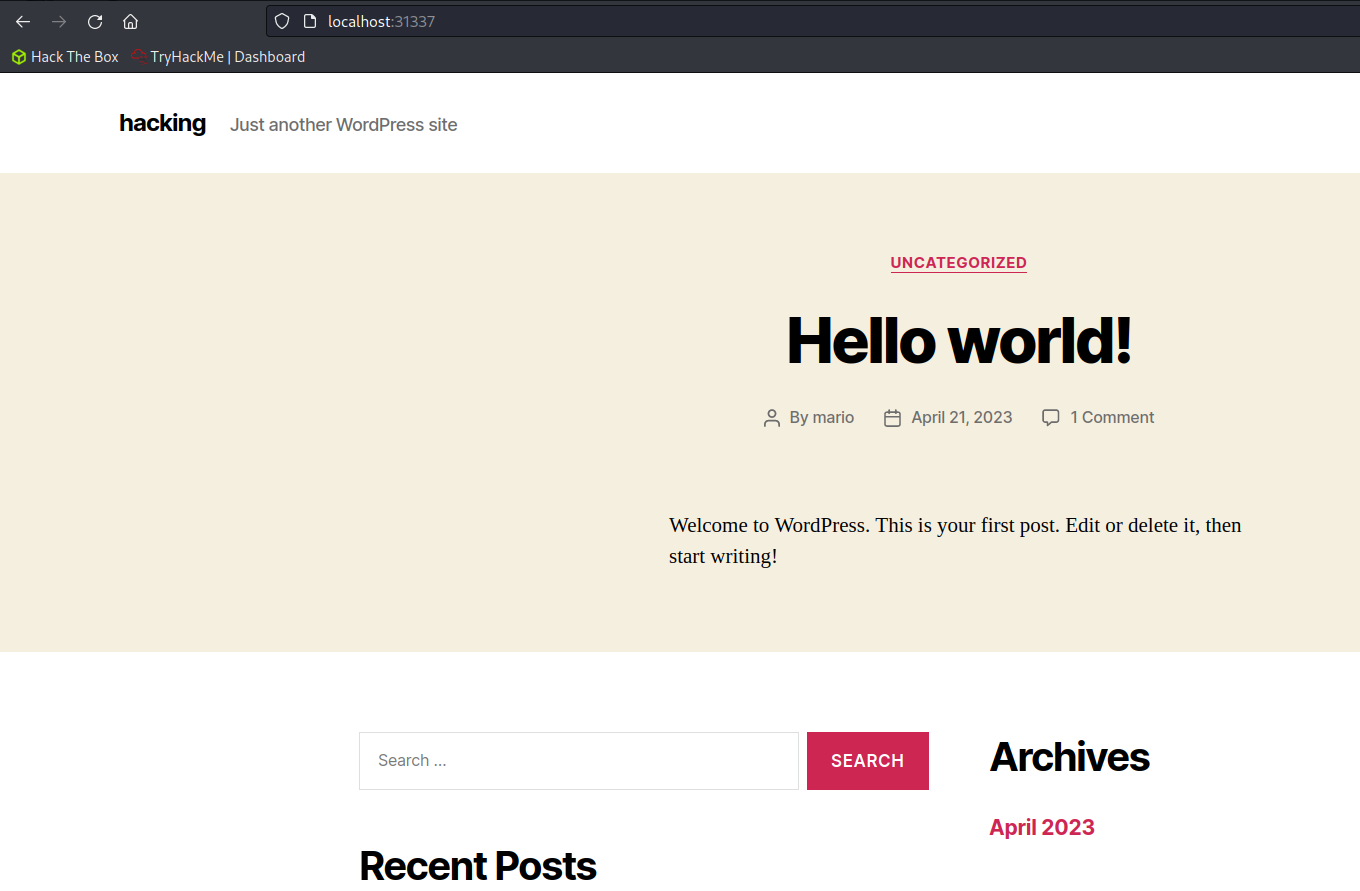 localhost:31337
Hack The Box TryHackMe | Dashboard
hacking Just another WordPress site
UNCATEGORIZED
Hello world!
By mario April 21, 2023 1 Comment
Welcome to WordPress. This is your first post. Edit or delete it, then
start writing!
Search … SEARCH
Archives
April 2023
Recent Posts